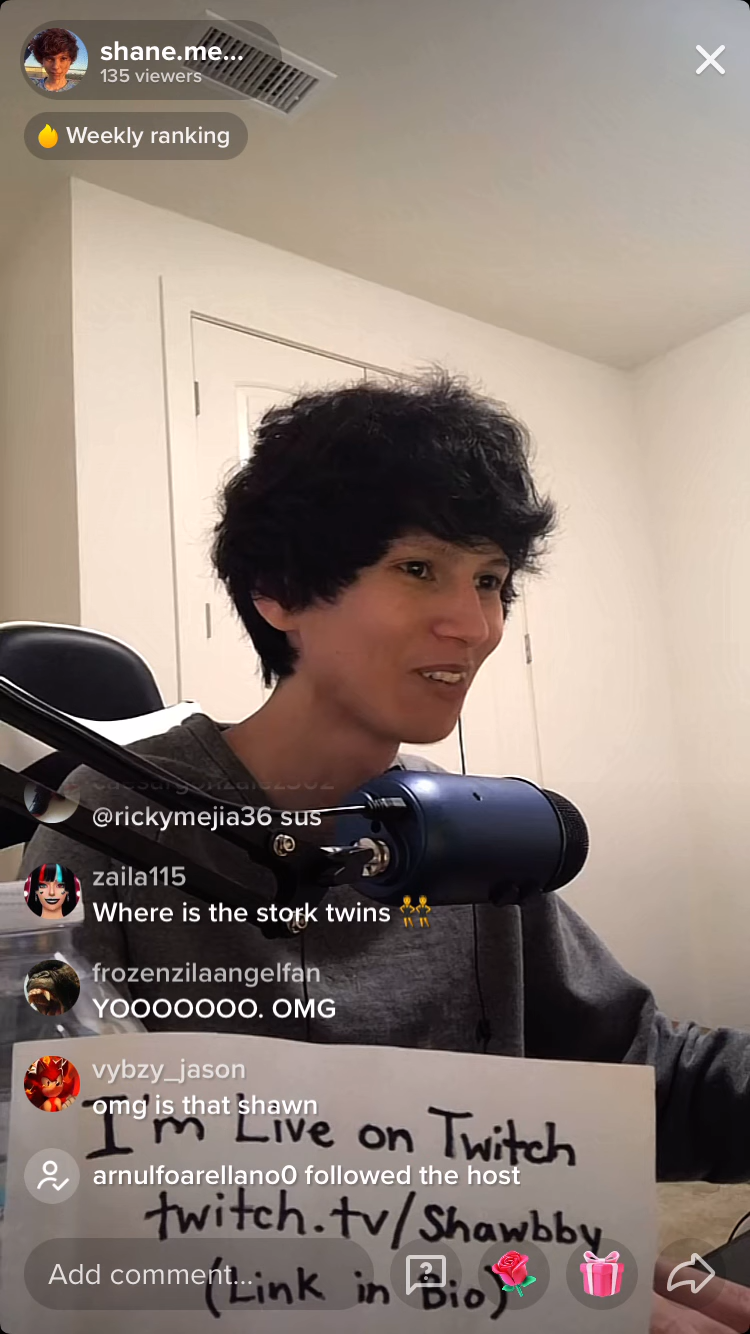 shane.me...
135 viewers
Weekly ranking
@rickymejia36 sus
zaila115
Where is the stork twins 👯
frozenzilaangelfan
YOOOOOOO. OMG
vybzy_jason
omg is that shawn
I'm Live on Twitch
arnulfoarellano0 followed the host
twitch.tv/Shawbby
Add comment...
(Link in Bio)